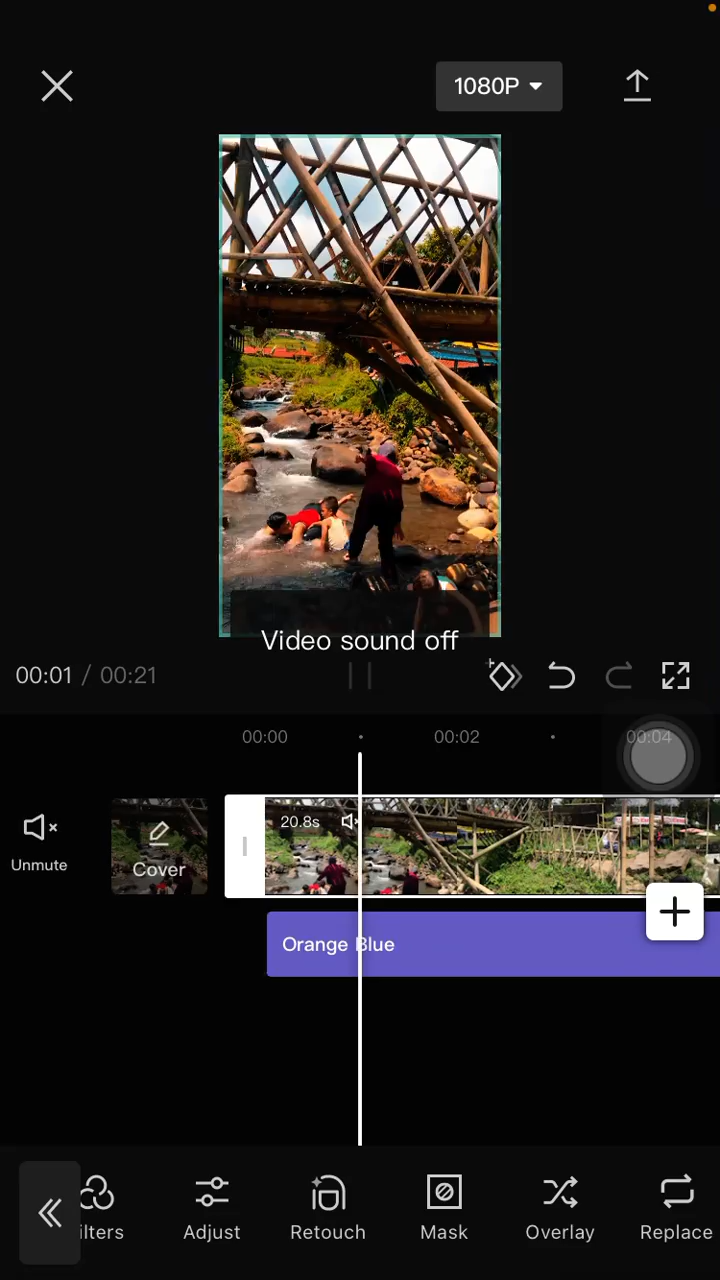 1080P
Video sound off
00:01 / 00:21
00:00
00:02
00:04
20.8s
Unmute
Cover
Orange Blue
ilters
Adjust
Retouch
Mask
Overlay
Replace